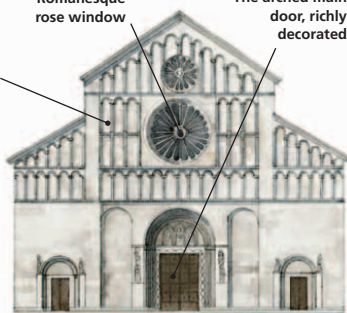 Romanesque
rose window
The arched main
door, richly
decorated